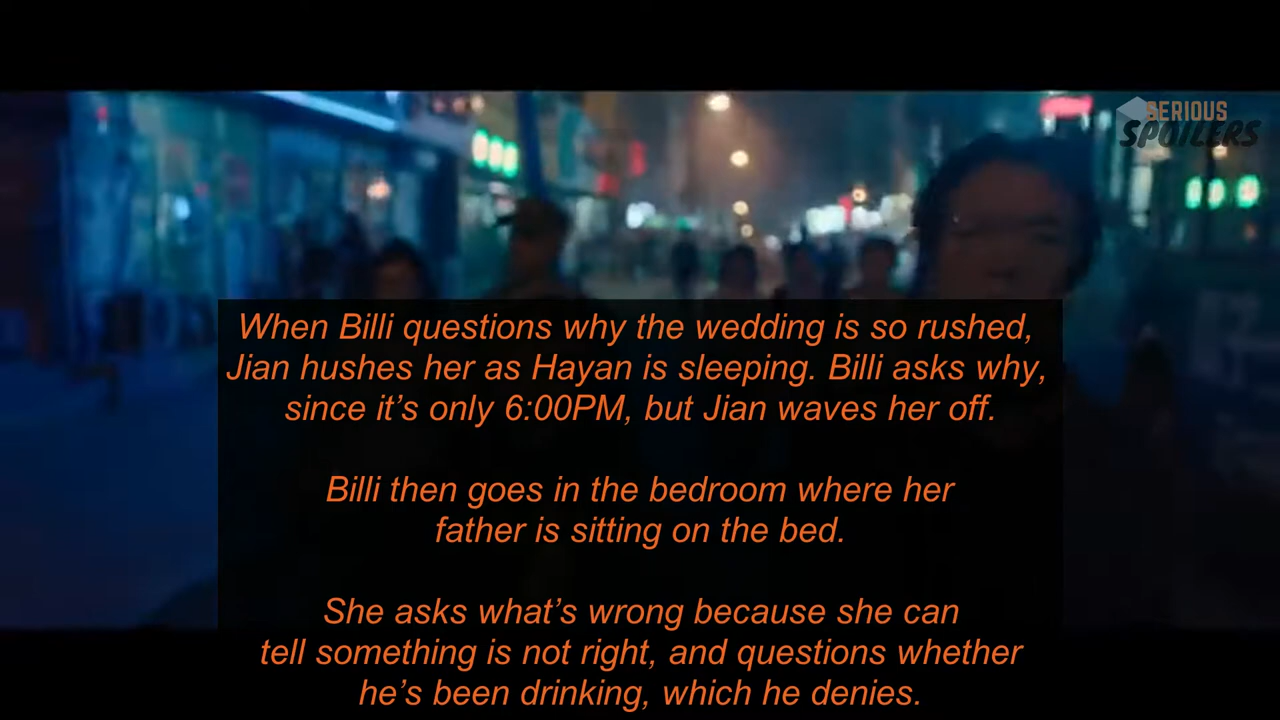 SERIOUS
SPOILERS
When Billi questions why the wedding is so rushed,
Jian hushes her as Hayan is sleeping. Billi asks why,
since it’s only 6:00PM, but Jian waves her off.
Billi then goes in the bedroom where her
father is sitting on the bed.
She asks what’s wrong because she can
tell something is not right, and questions whether
he’s been drinking, which he denies.